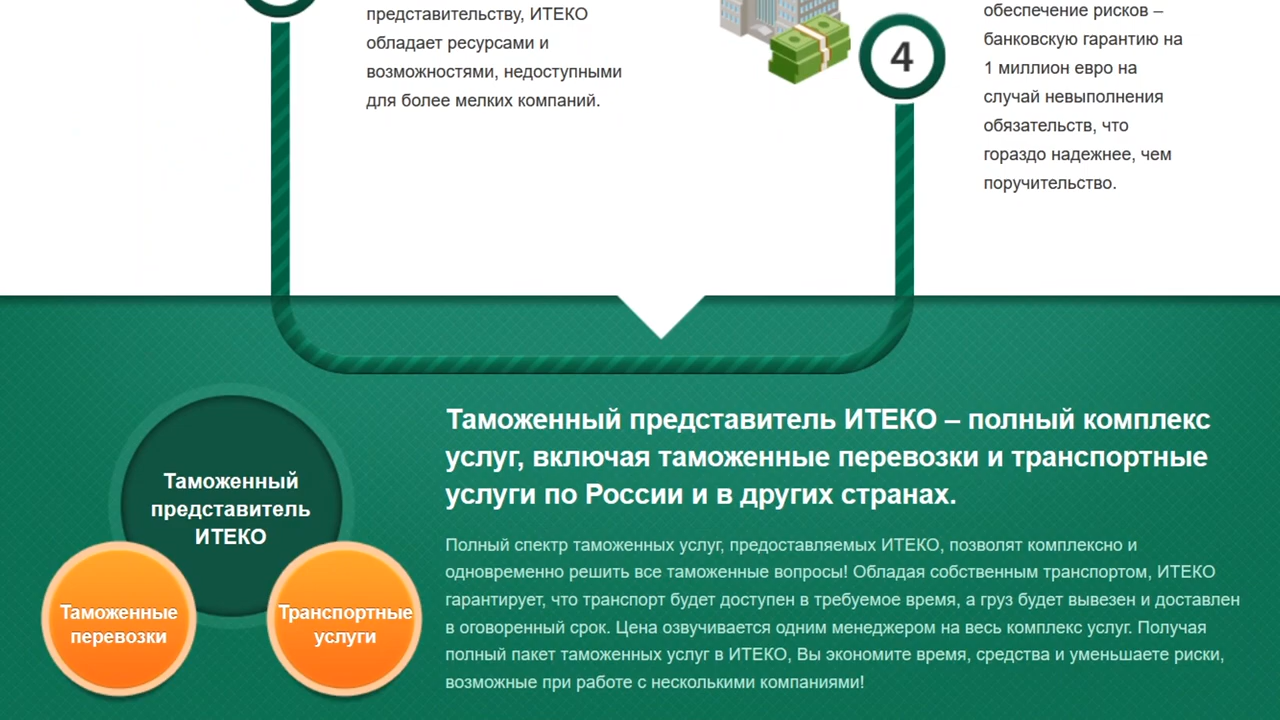 представительству, ИТЕКО
обладает ресурсами и
возможностями, недоступными
для более мелких компаний.
4
обеспечение рисков –
банковскую гарантию на
1 миллион евро на
случай невыполнения
обязательств, что
гораздо надежнее, чем
поручительство.
Таможенный
представитель
ИТЕКО
Таможенные
перевозки
Транспортные
услуги
Таможенный представитель ИТЕКО – полный комплекс
услуг, включая таможенные перевозки и транспортные
услуги по России и в других странах.
Полный спектр таможенных услуг, предоставляемых ИТЕКО, позволят комплексно и
одновременно решить все таможенные вопросы! Обладая собственным транспортом, ИТЕКО
гарантирует, что транспорт будет доступен в требуемое время, а груз будет вывезен и доставлен
в оговоренный срок. Цена озвучивается одним менеджером на весь комплекс услуг. Получая
полный пакет таможенных услуг в ИТЕКО, Вы экономите время, средства и уменьшаете риски,
возможные при работе с несколькими компаниями!